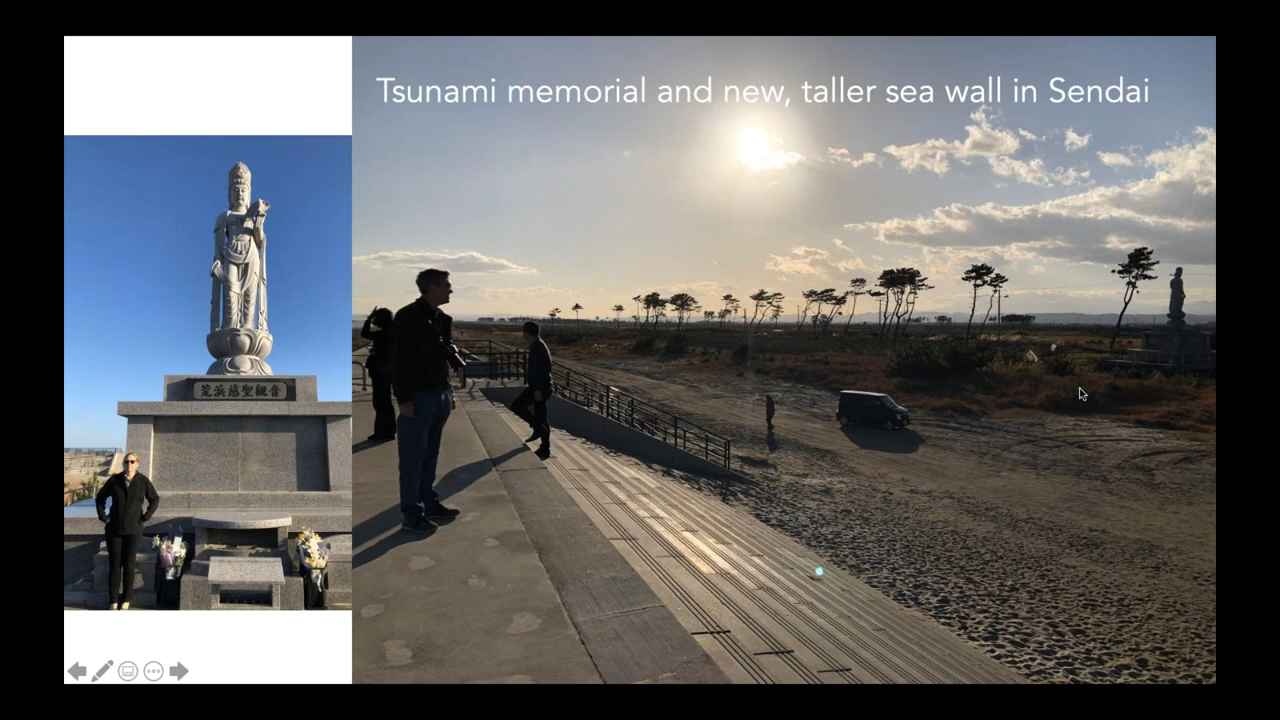 Tsunami memorial and new, taller sea wall in Sendai
荒浜慈聖観音